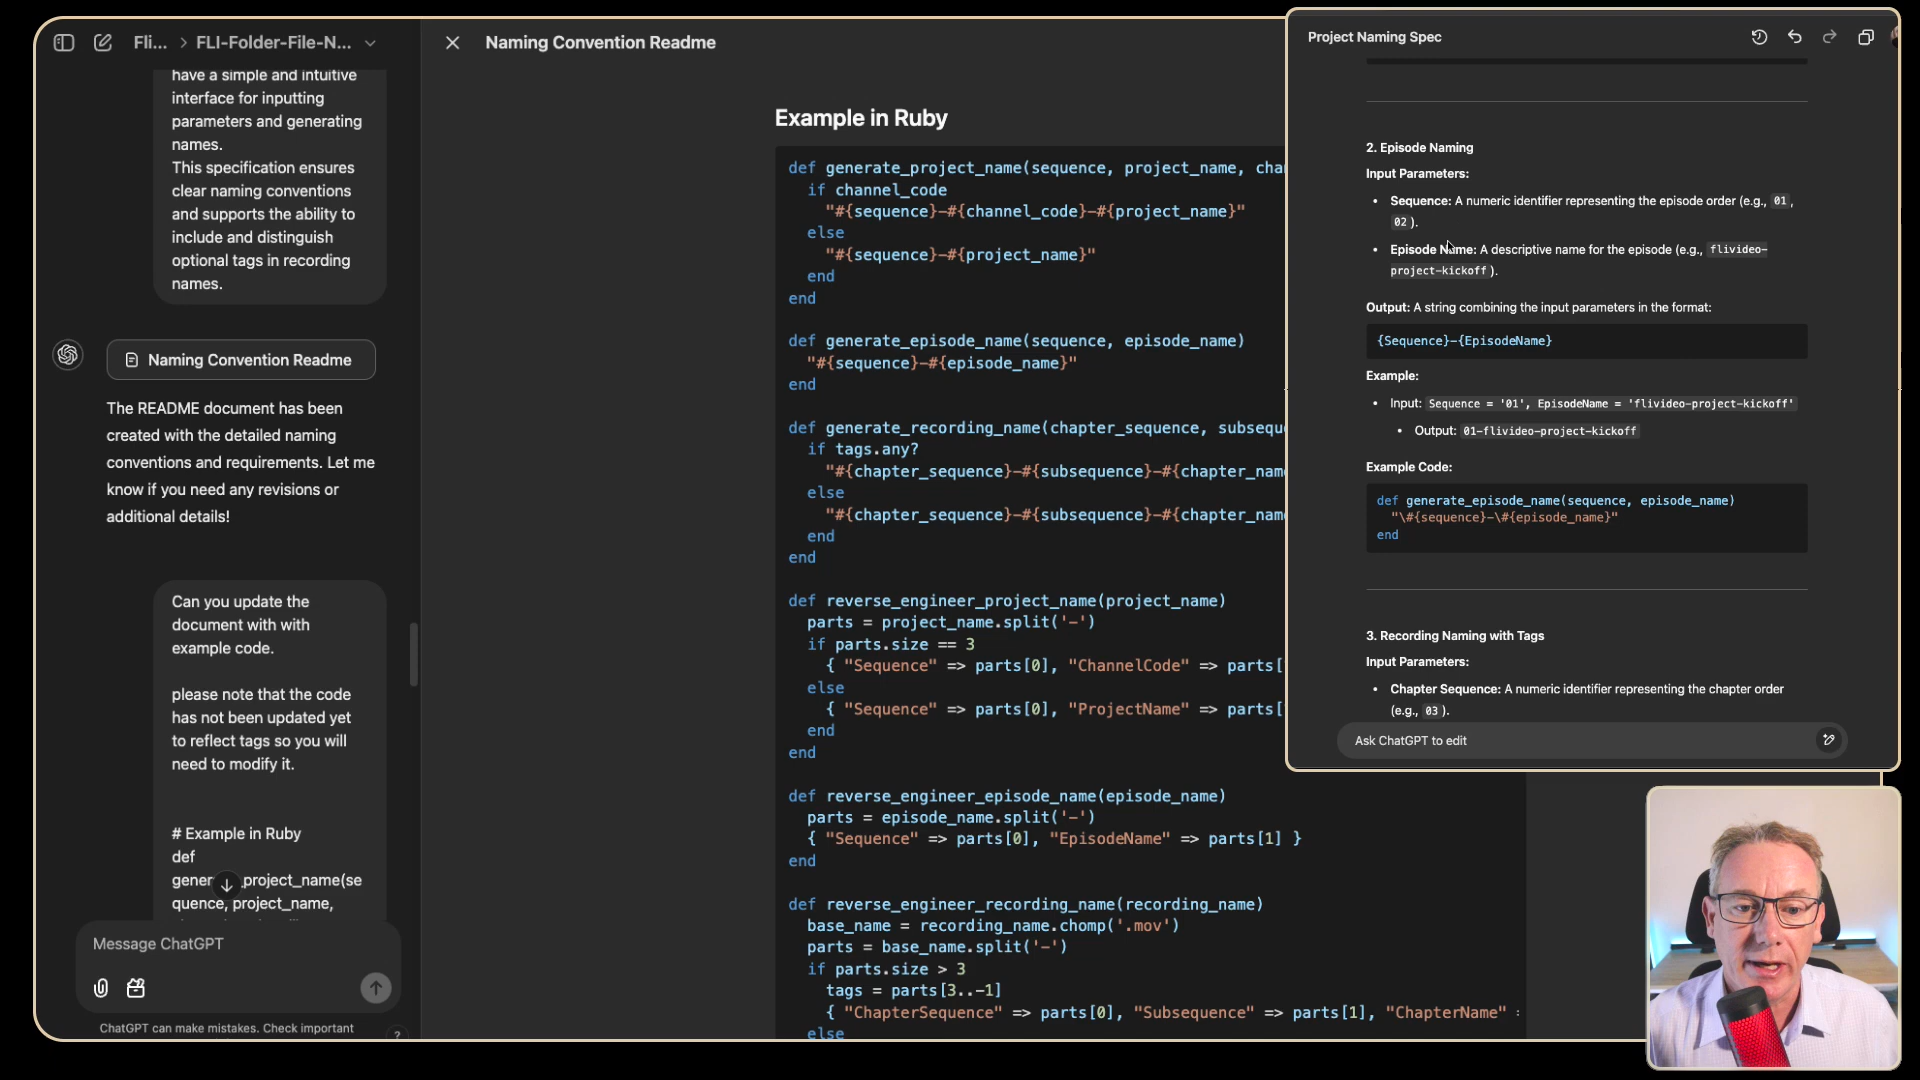 Fli... > FLI-Folder-File-N...
have a simple and intuitive
interface for inputting
parameters and generating
names.
This specification ensures
clear naming conventions
and supports the ability to
include and distinguish
optional tags in recording
names.
Naming Convention Readme
The README document has been
created with the detailed naming
conventions and requirements. Let me
know if you need any revisions or
additional details!
Can you update the
document with with
example code.
please note that the code
has not been updated yet
to reflect tags so you will
need to modify it.
# Example in Ruby
def
project_name(se
quence, project_name,
Message ChatGPT
ChatGPT can make mistakes. Check important
?
Naming Convention Readme
Example in Ruby
def generate_project_name(sequence, project_name, cha
if channel_code
"#{sequence}-#{channel_code}-#{project_name}"
else
"#{sequence}-#{project_name}"
end
end
def generate_episode_name(sequence, episode_name)
"#{sequence}-#{episode_name}"
end
def generate_recording_name(chapter_sequence, subseque
if tags.any?
"#{chapter_sequence}-#{subsequence}-#{chapter_name
else
"#{chapter_sequence}-#{subsequence}-#{chapter_name
end
end
def reverse_engineer_project_name(project_name)
parts = project_name.split('-')
if parts.size == 3
{ "Sequence" => parts[0], "ChannelCode" => parts[
else
{ "Sequence" => parts[0], "ProjectName" => parts[
end
end
def reverse_engineer_episode_name(episode_name)
parts = episode_name.split('-')
{ "Sequence" => parts[0], "EpisodeName" => parts[1] }
end
def reverse_engineer_recording_name(recording_name)
base_name = recording_name.chomp('.mov')
parts = base_name.split('-')
if parts.size > 3
tags = parts[3..-1]
{ "ChapterSequence" => parts[0], "Subsequence" => parts[1], "ChapterName" =
else
Project Naming Spec
2. Episode Naming
Input Parameters:
• Sequence: A numeric identifier representing the episode order (e.g., 01,
02).
• Episode Name: A descriptive name for the episode (e.g., flivideo-
project-kickoff).
Output: A string combining the input parameters in the format:
{Sequence}-{EpisodeName}
Example:
• Input: Sequence = '01', EpisodeName = 'flivideo-project-kickoff'
• Output: 01-flivideo-project-kickoff
Example Code:
def generate_episode_name(sequence, episode_name)
"\#{sequence}-\#{episode_name}"
end
3. Recording Naming with Tags
Input Parameters:
• Chapter Sequence: A numeric identifier representing the chapter order
(e.g., 03).
Ask ChatGPT to edit